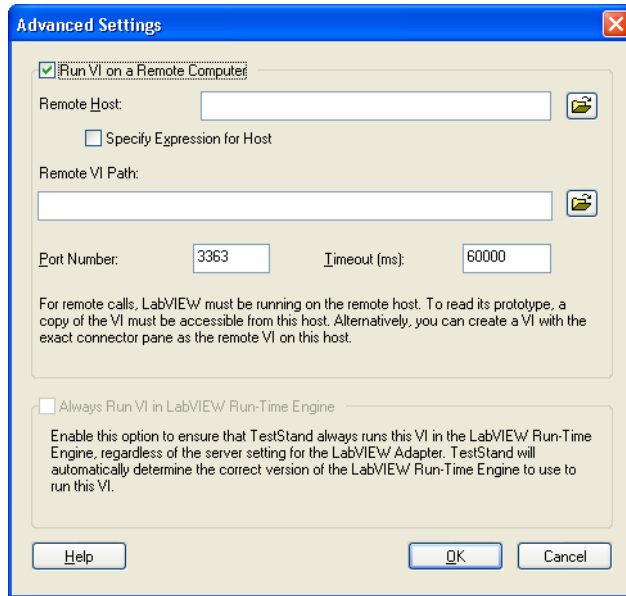 Advanced Settings
Run VI on a Remote Computer
Remote Host:
Specify Expression for Host
Remote VI Path:
Port Number: 3363 Timeout (ms): 60000
For remote calls, LabVIEW must be running on the remote host. To read its prototype, a
copy of the VI must be accessible from this host. Alternatively, you can create a VI with the
exact connector pane as the remote VI on this host.
Always Run VI in LabVIEW Run-Time Engine
Enable this option to ensure that TestStand always runs this VI in the LabVIEW Run-Time
Engine, regardless of the server setting for the LabVIEW Adapter. TestStand will
automatically determine the correct version of the LabVIEW Run-Time Engine to use to
run this VI.
Help OK Cancel